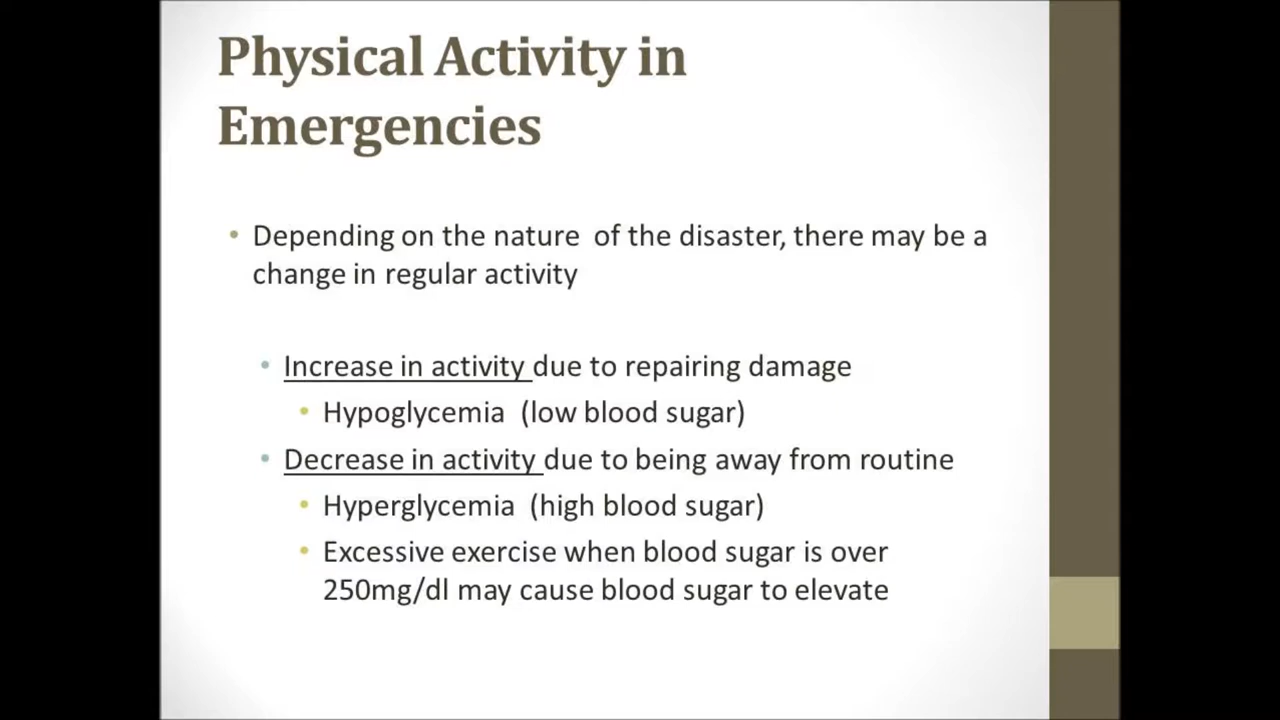 Physical Activity in
Emergencies
• Depending on the nature of the disaster, there may be a
change in regular activity
• Increase in activity due to repairing damage
• Hypoglycemia (low blood sugar)
• Decrease in activity due to being away from routine
• Hyperglycemia (high blood sugar)
• Excessive exercise when blood sugar is over
250mg/dl may cause blood sugar to elevate